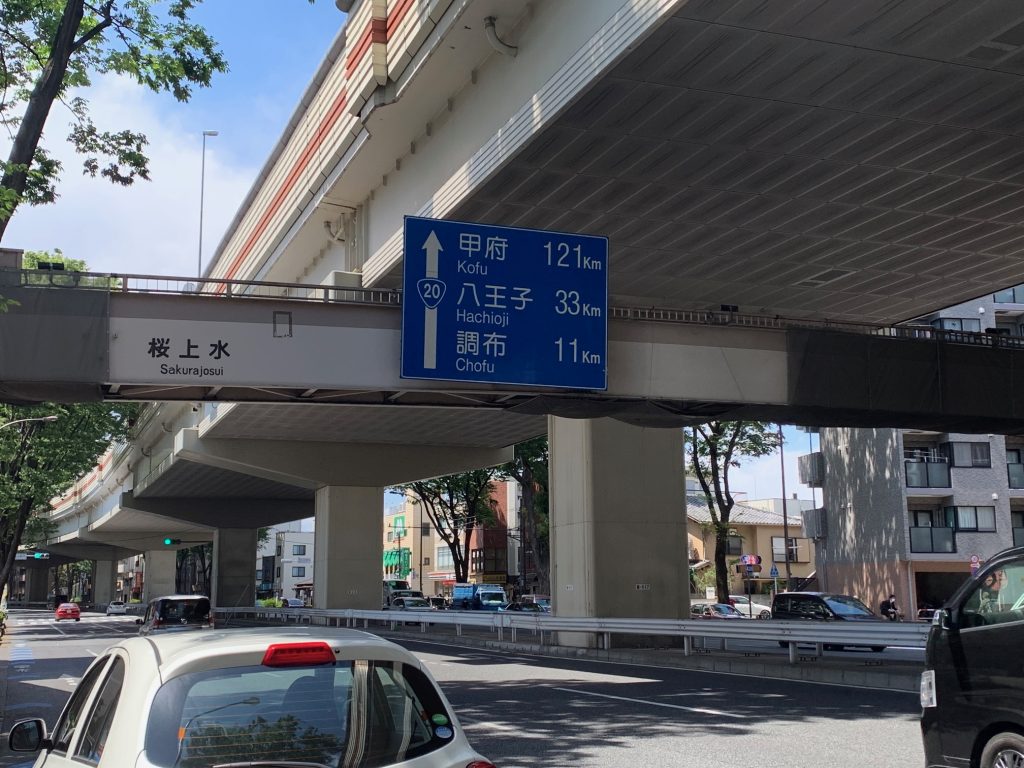 甲府 121Km
Kofu
20
八王子 33Km
Hachioji
調布 11Km
Chofu
桜上水
Sakurajosui